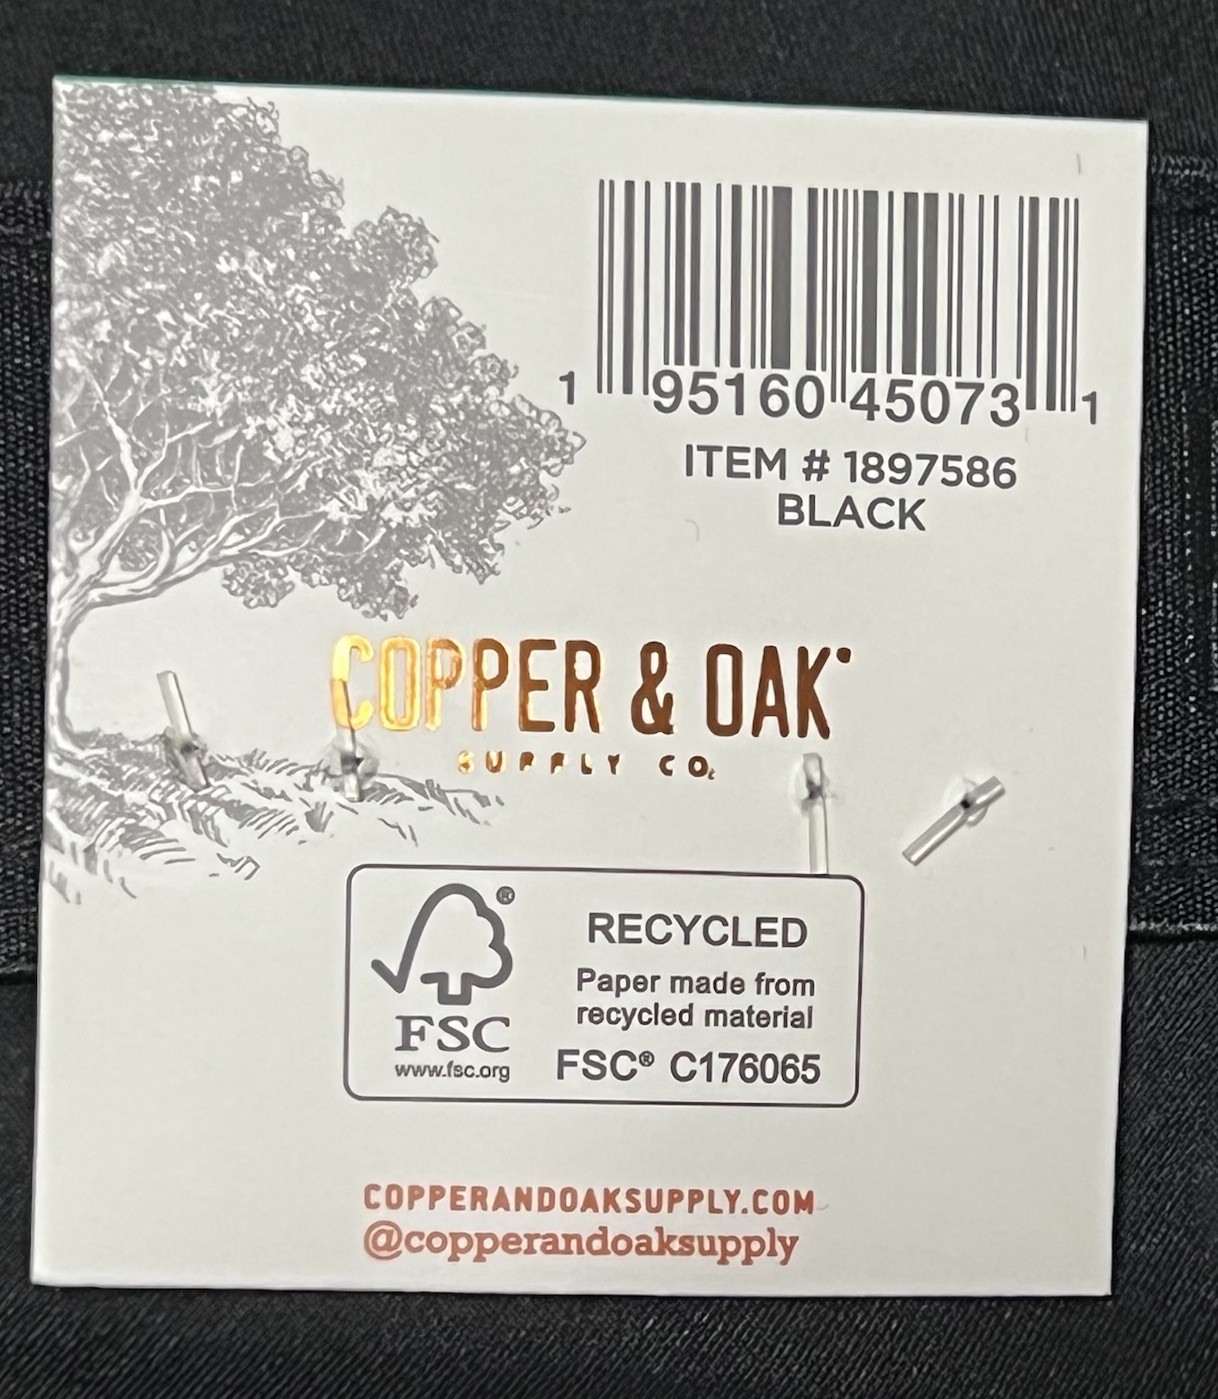 1 95160 45073 1
ITEM # 1897586
BLACK
COPPER & OAK
SUPPLY CO.
®
RECYCLED
Paper made from
recycled material
FSC
www.fsc.org
FSC® C176065
COPPERANDOAKSUPPLY.COM
@copperandoaksupply